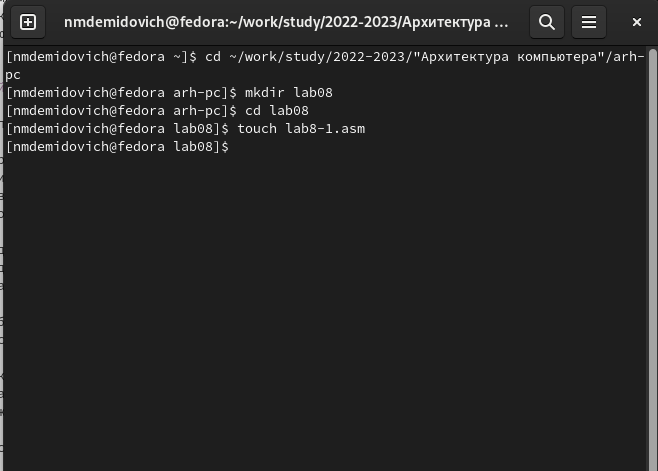 nmdemidovich@fedora:~/work/study/2022-2023/Архитектура ...
[nmdemidovich@fedora ~]$ cd ~/work/study/2022-2023/"Архитектура компьютера"/arh-
pc
[nmdemidovich@fedora arh-pc]$ mkdir lab08
[nmdemidovich@fedora arh-pc]$ cd lab08
[nmdemidovich@fedora lab08]$ touch lab8-1.asm
[nmdemidovich@fedora lab08]$